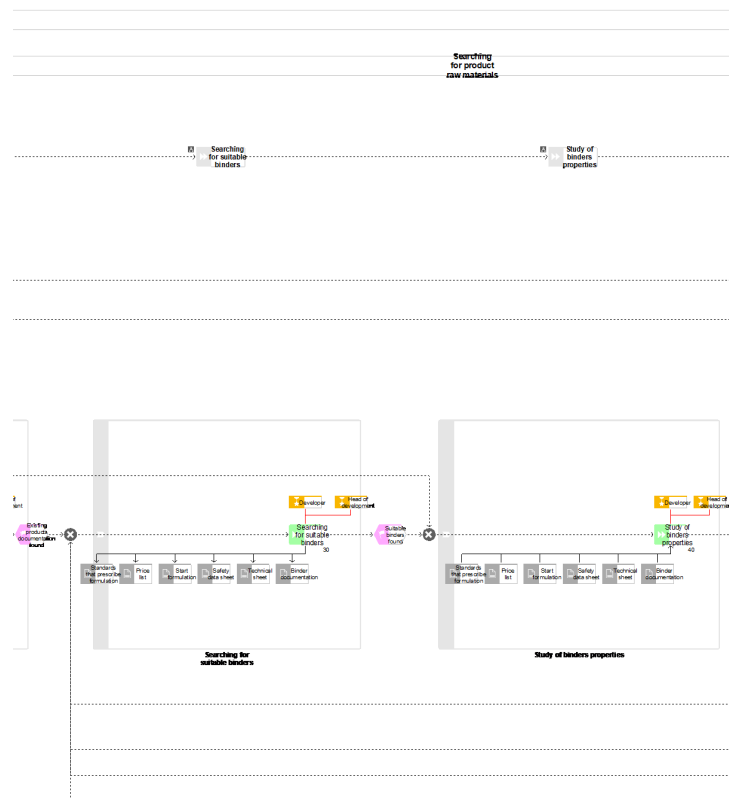 Searching
for product
raw materials
A
Searching
for suitable
binders
A
Study of
binders
properties
Existing
products
documentation
found
Developer
Head of
development
Searching
for suitable
binders
30
Standards
that prescribe
formulation
Price
list
Start
formulation
Safety
data sheet
Technical
sheet
Binder
documentation
Searching for
suitable binders
Suitable
binders
found
Developer
Head of
developme
Study of
binders
properties
40
Standards
that prescribe
formulation
Price
list
Start
formulation
Safety
data sheet
Technical
sheet
Binder
documentation
Study of binders properties